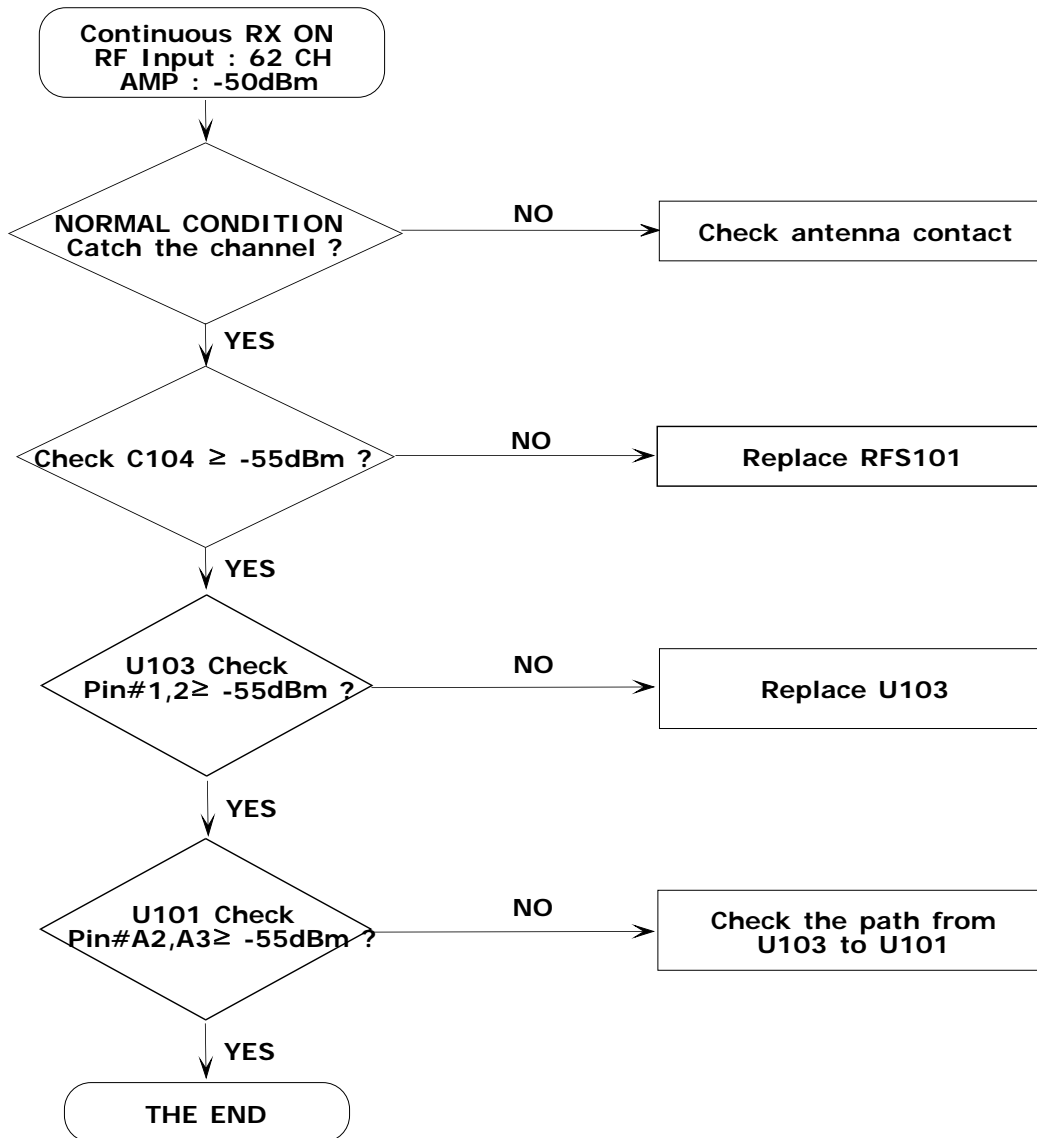 Continuous RX ON
RF Input : 62 CH
AMP : -50dBm
NORMAL CONDITION
Catch the channel ?
NO
Check antenna contact
YES
Check C104 ≥ -55dBm ?
NO
Replace RFS101
YES
U103 Check
Pin#1,2≥ -55dBm ?
NO
Replace U103
YES
U101 Check
Pin#A2,A3≥ -55dBm ?
NO
Check the path from
U103 to U101
YES
THE END